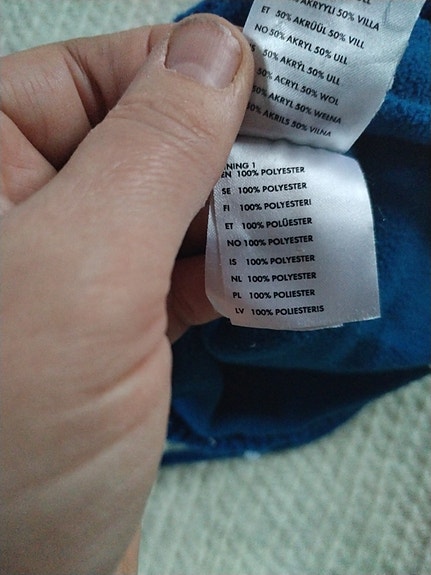 AKRYYLI 50% VILLA
ET 50% AKRÜÜL 50% VILL
NO 50% AKRYL 50% ULL
50% AKRÝL 50% ULL
50% ACRYL 50% WOL
50% AKRYL 50% WEŁNA
50% AKRILS 50% VILNA
NING 1
EN 100% POLYESTER
SE 100% POLYESTER
FI 100% POLYESTERI
ET 100% POLÜESTER
NO 100% POLYESTER
IS 100% POLYESTER
NL 100% POLYESTER
PL 100% POLIESTER
LV 100% POLIESTERIS